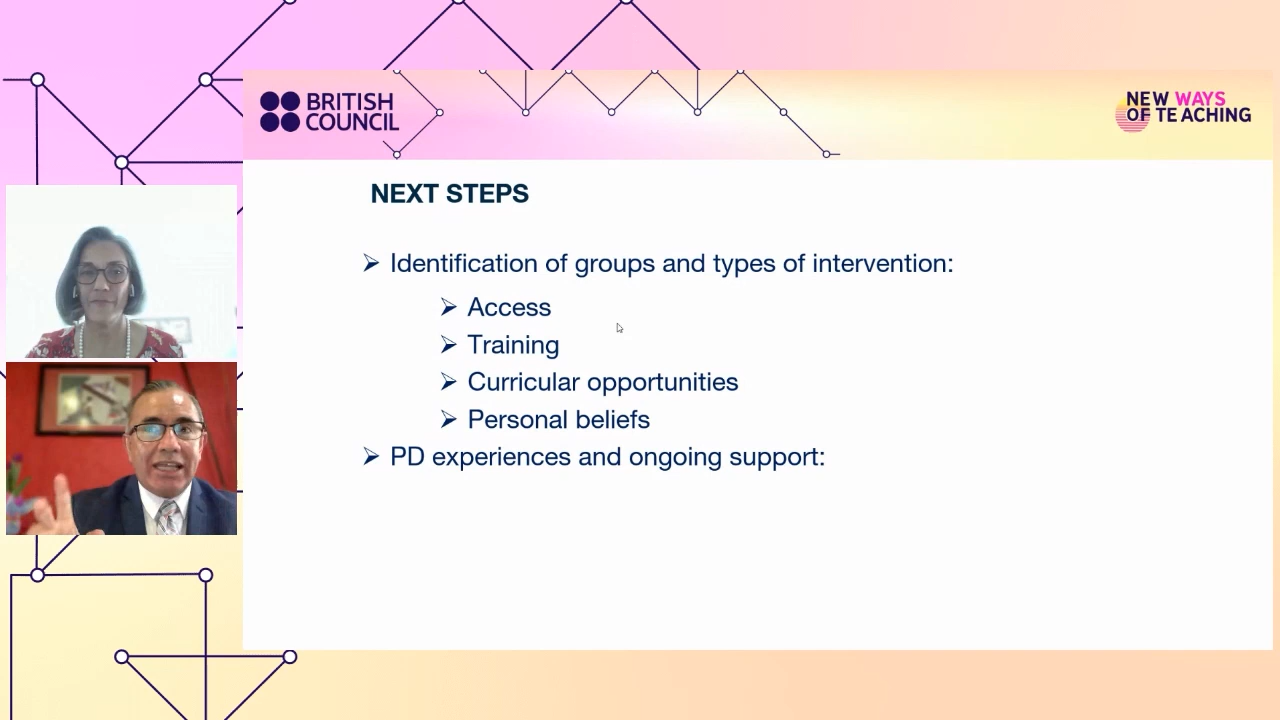 BRITISH
COUNCIL
NEW WAYS
OF TEACHING
NEXT STEPS
Identification of groups and types of intervention:
Access
Training
Curricular opportunities
Personal beliefs
PD experiences and ongoing support: